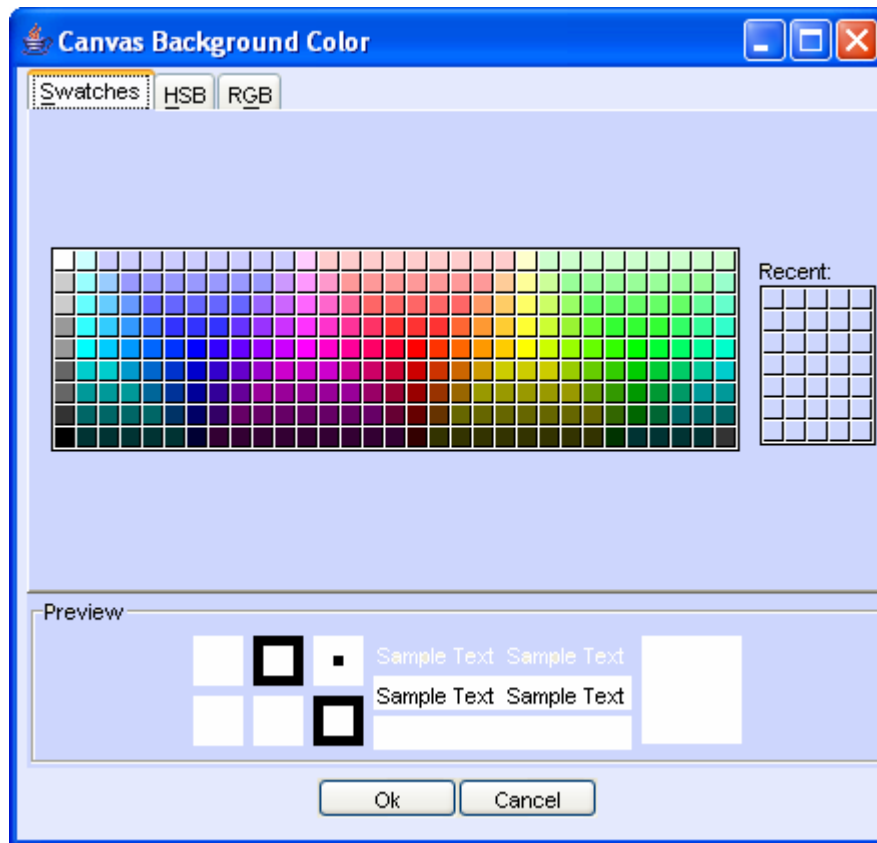 Canvas Background Color
Swatches HSB RGB
Recent:
Preview
Sample Text Sample Text
Sample Text Sample Text
Ok Cancel